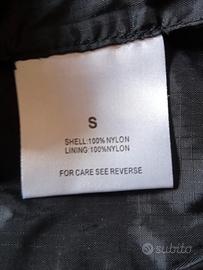 S
SHELL:100%NYLON
LINING:100%NYLON
FOR CARE SEE REVERSE
subito